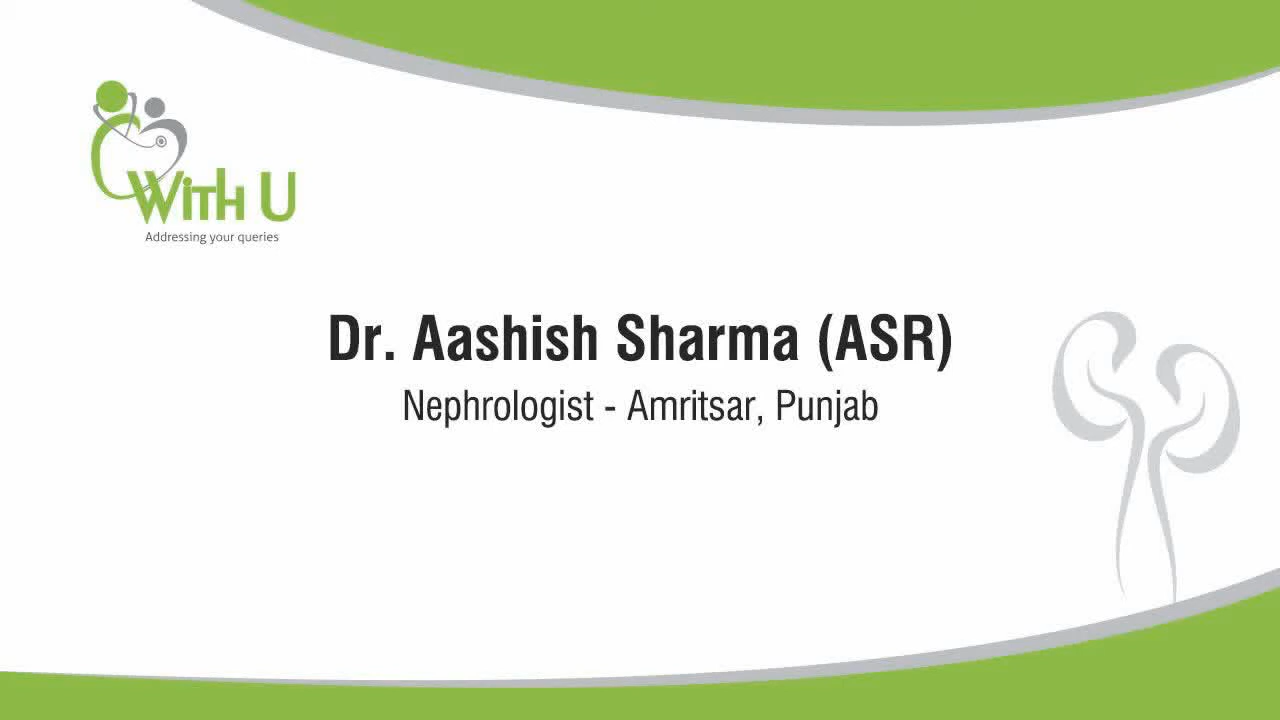 With U
Addressing your queries
Dr. Aashish Sharma (ASR)
Nephrologist - Amritsar, Punjab